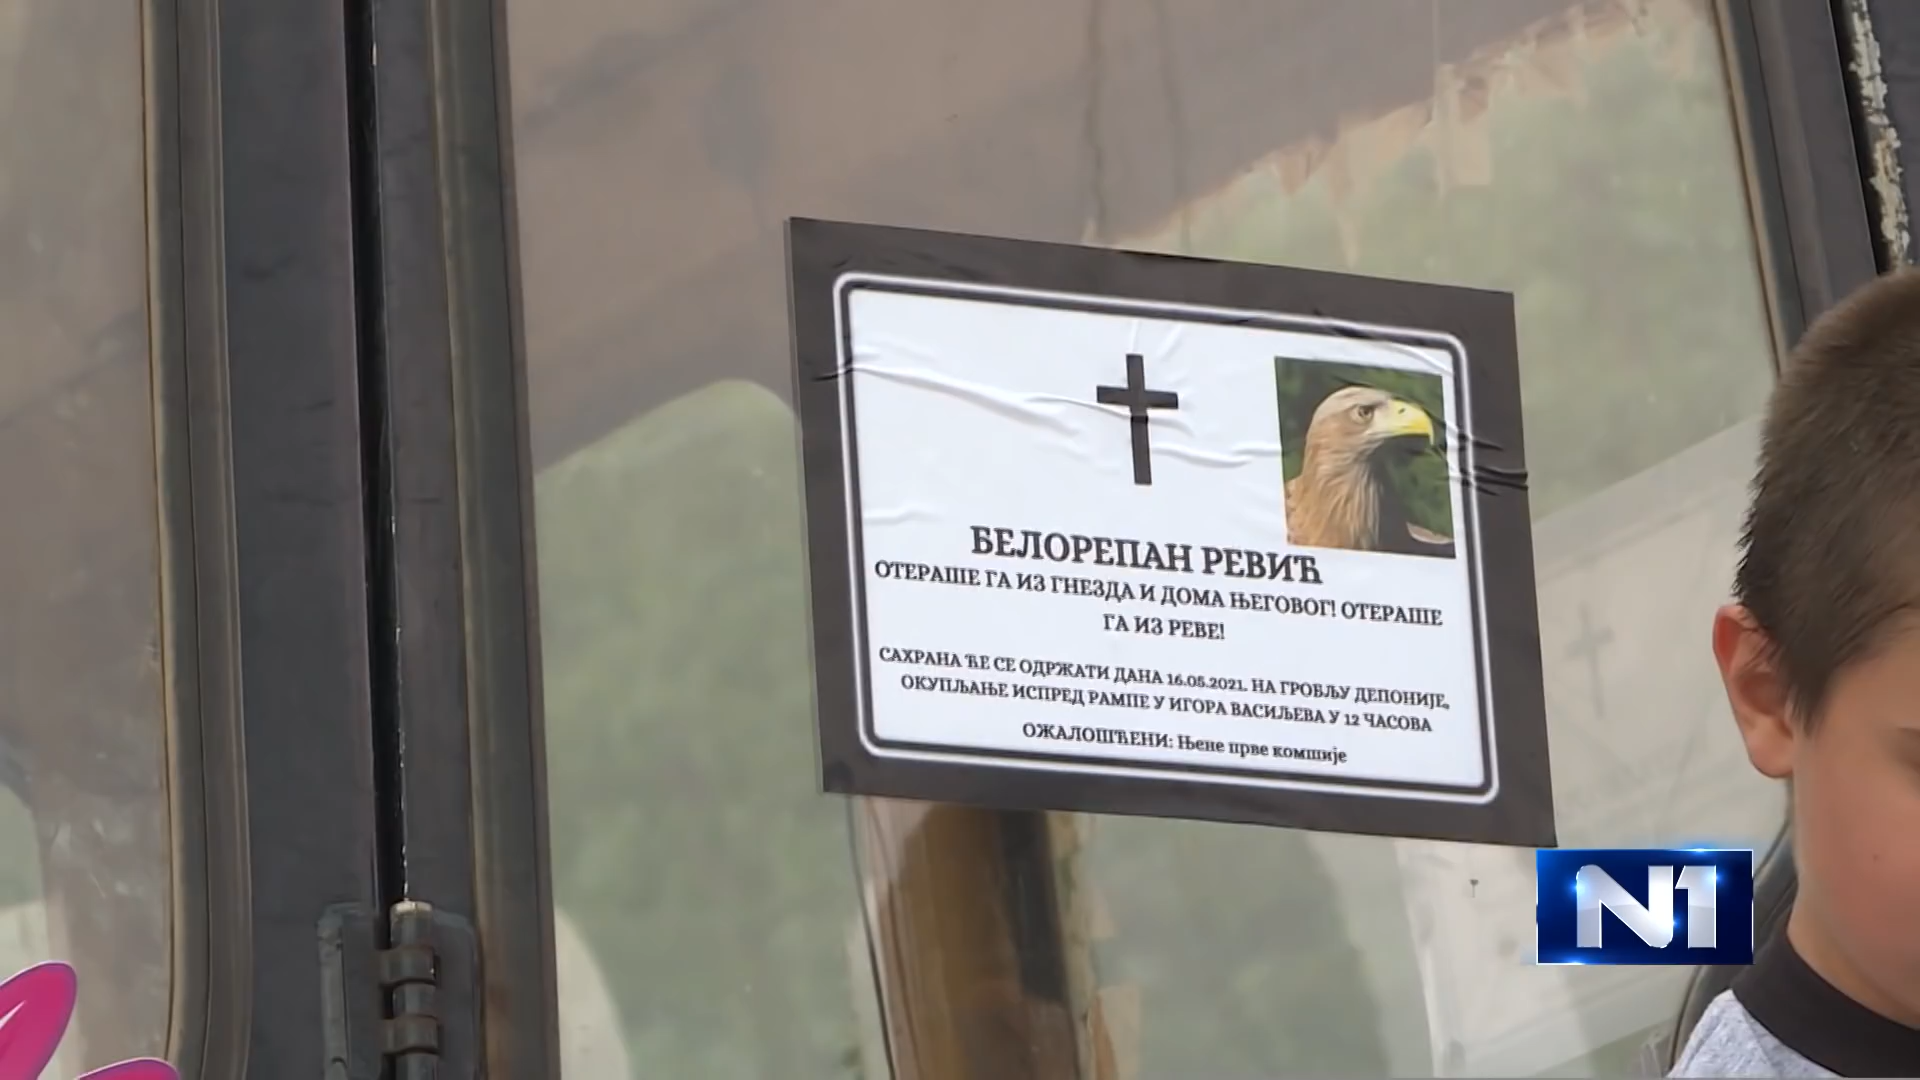 БЕЛОРЕПАН РЕВИЋ
ОТЕРАШЕ ГА ИЗ ГНЕЗДА И ДОМА ЊЕГОВОГ! ОТЕРАШЕ
ГА ИЗ РЕВЕ!
САХРАНА ЋЕ СЕ ОДРЖАТИ ДАНА 16.05.2021. НА ГРОБЉУ ДЕПОНИЈЕ,
ОКУПЉАЊЕ ИСПРЕД РАМПЕ У ИГОРА ВАСИЉЕВА У 12 ЧАСОВА
ОЖАЛОШЋЕНИ: Њене прве комшије
N1